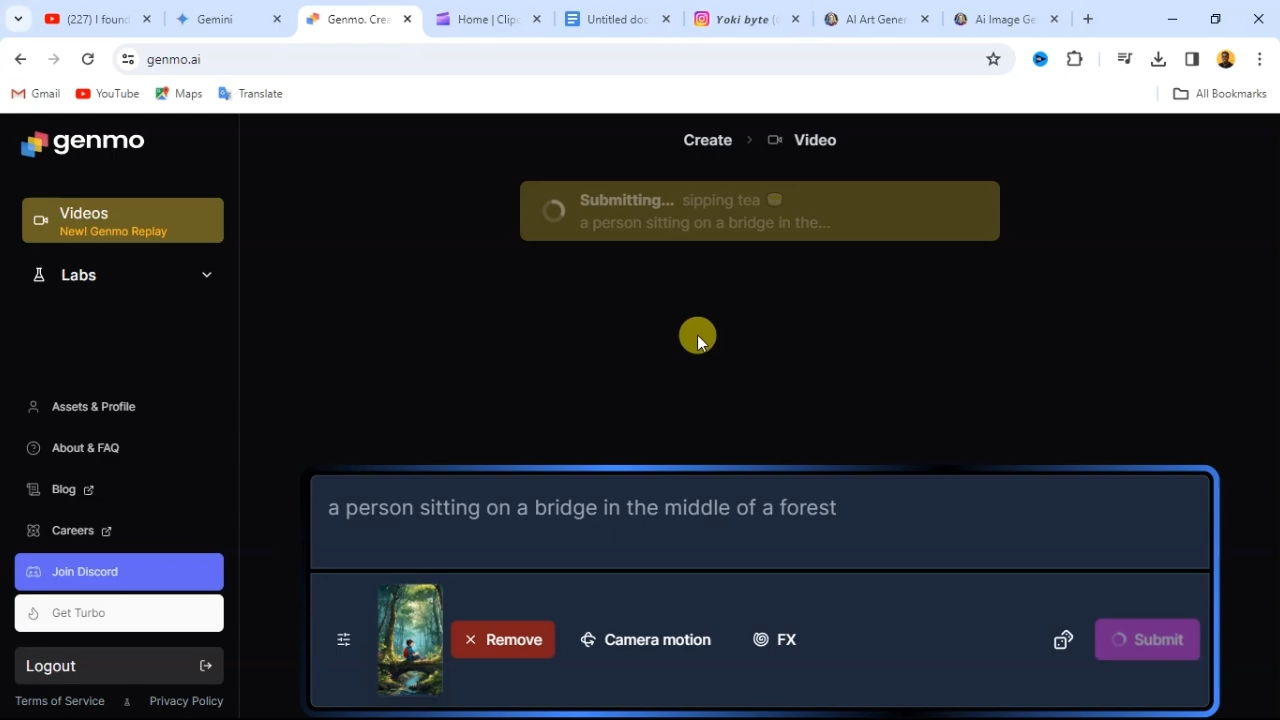 (227) I found
Gemini
Genmo. Crea
Home | Clip
Untitled doc
Yoki byte (
AI Art Gener
Ai Image Ge
genmo.ai
Gmail
YouTube
Maps
Translate
All Bookmarks
genmo
Create
Video
Submitting... sipping tea
a person sitting on a bridge in the...
Videos
New! Genmo Replay
Labs
Assets & Profile
About & FAQ
Blog
Careers
Join Discord
Get Turbo
Logout
Terms of Service
Privacy Policy
a person sitting on a bridge in the middle of a forest
Remove
Camera motion
FX
Submit